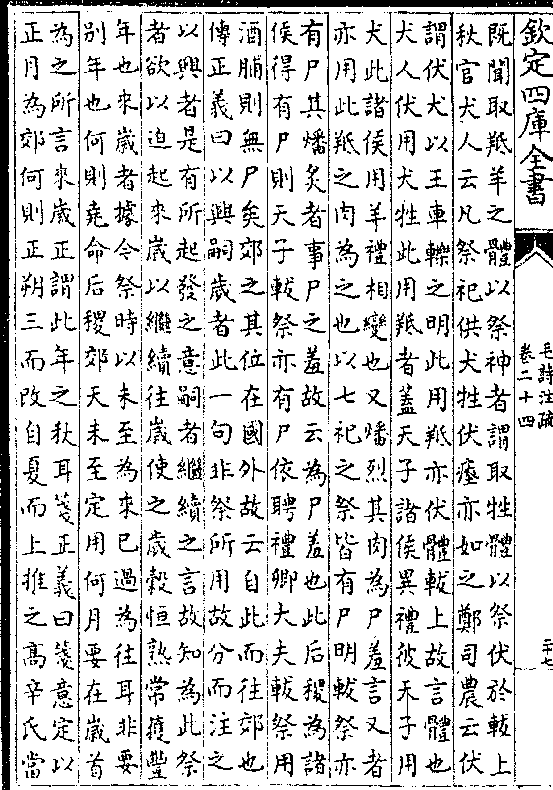 欽定四庫全書
毛詩注疏
卷二十四
三十七
既聞取羝羊之體以祭神者謂取牲體以祭伏於軷上
秋官犬人云凡祭祀供犬牲伏瘞亦如之鄭司農云伏
謂伏犬以王車轢之明此用羝亦伏體軷上故言體也
犬人伏用犬牲此用羝者蓋天子諸侯異禮彼天子用
犬此諸侯用羊禮相變也又燔烈其肉為尸羞言又者
亦用此羝之肉為之也以七祀之祭皆有尸明軷祭亦
有尸其燔炙者事尸之羞故云為尸羞也此后稷為諸
侯得有尸則天子軷祭亦有尸依聘禮卿大夫軷祭用
酒脯則無尸矣郊之其位在國外故云自此而往郊也
傳正義曰以興嗣歲者此一句非祭所用故分而注之
以興者是有所起發之意嗣者繼續之言故知為此祭
者欲以迫起來歲以繼續往歲使之歲穀恒熟常獲豐
年也來歲者據今祭時以未至為來已過為往耳非要
別年也何則堯命后稷郊天未至定用何月要在歲首
為之所言來歲正謂此年之秋耳箋正義曰箋意定以
正月為郊何則正朔三而改自夏而上推之高辛氏當